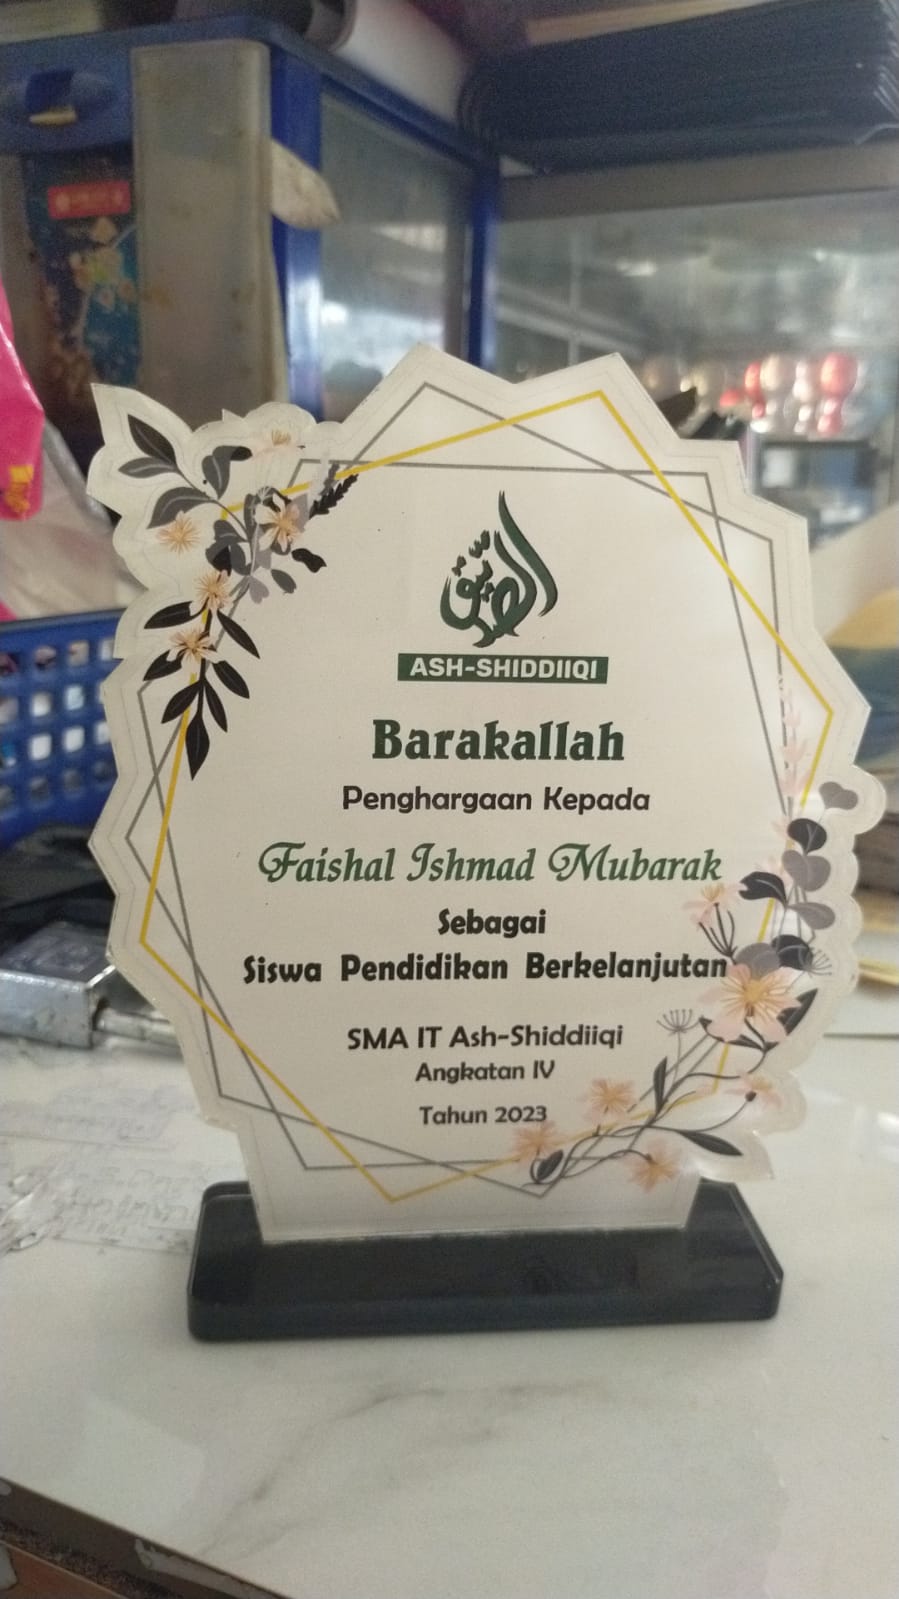 الصديق
ASH-SHIDDIIQI
Barakallah
Penghargaan Kepada
Faishal Ishmad Mubarak
Sebagai
Siswa Pendidikan Berkelanjutan
SMA IT Ash-Shiddiiqi
Angkatan IV
Tahun 2023